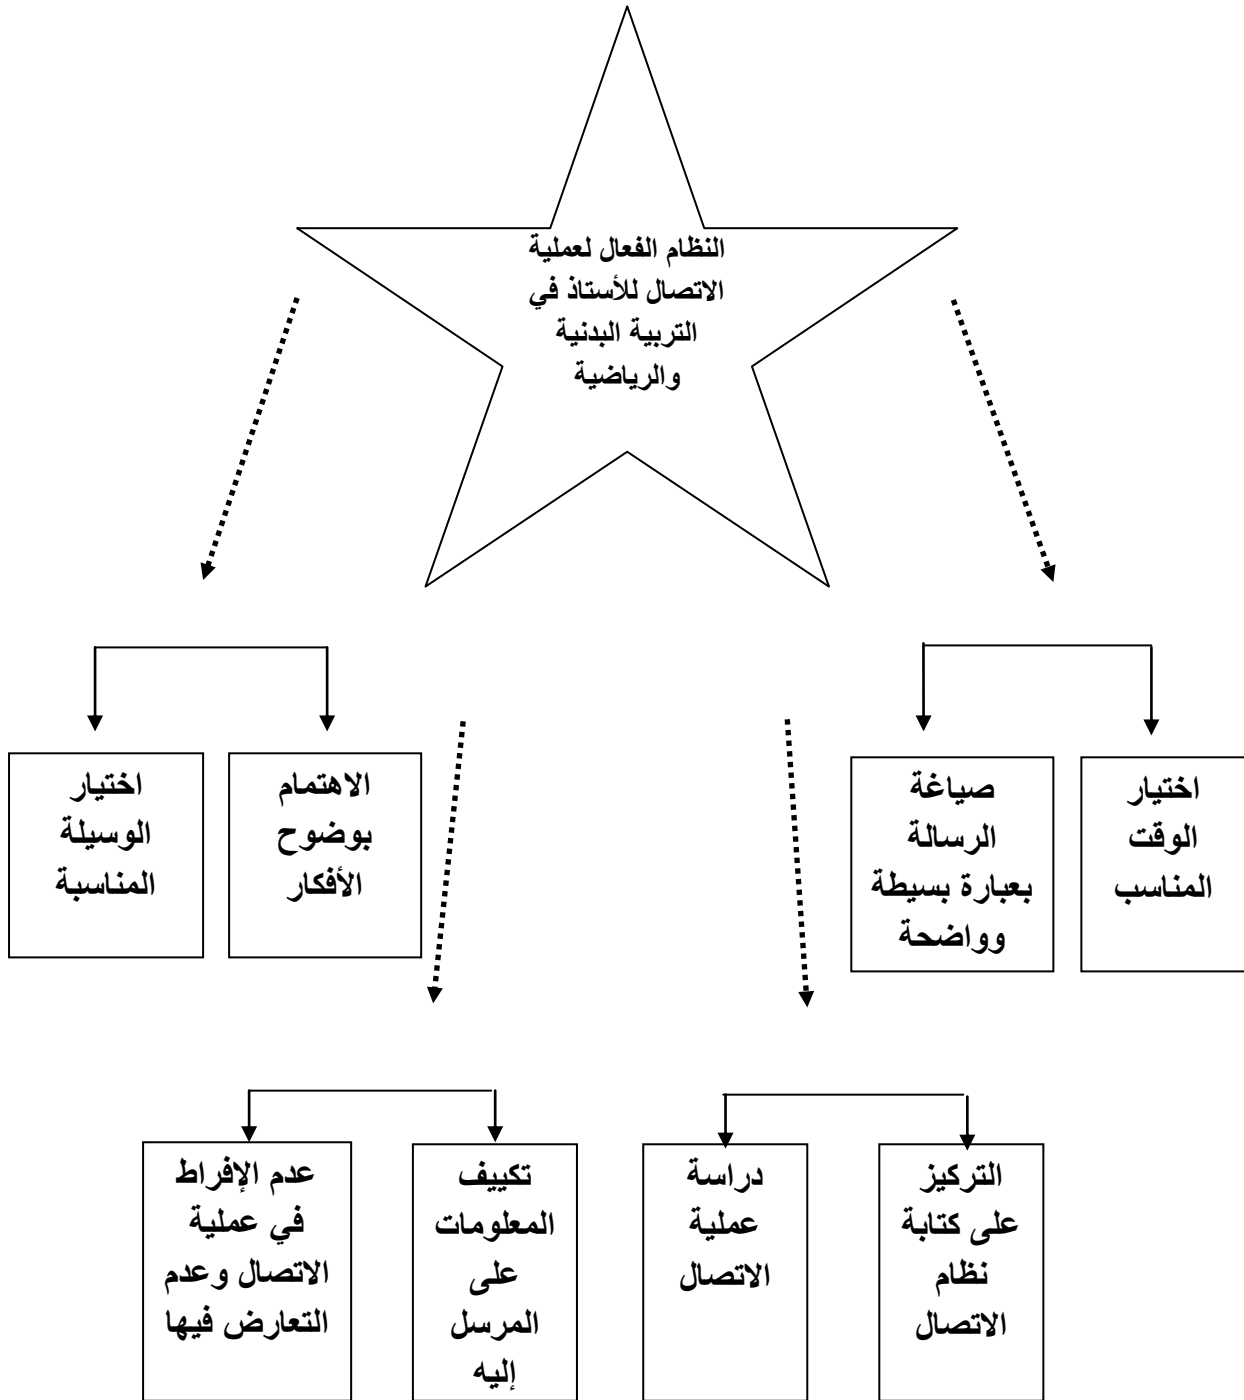 النظام الفعال لعملية
الاتصال للأستاذ في
التربية البدنية
والرياضية
اختيار
الوقت
المناسب
صياغة
الرسالة
بعبارة بسيطة
وواضحة
الاهتمام
بوضوح
الأفكار
اختيار
الوسيلة
المناسبة
التركيز
على كتابة
نظام
الاتصال
دراسة
عملية
الاتصال
تكييف
المعلومات
على
المرسل
إليه
عدم الإفراط
في عملية
الاتصال وعدم
التعارض فيها